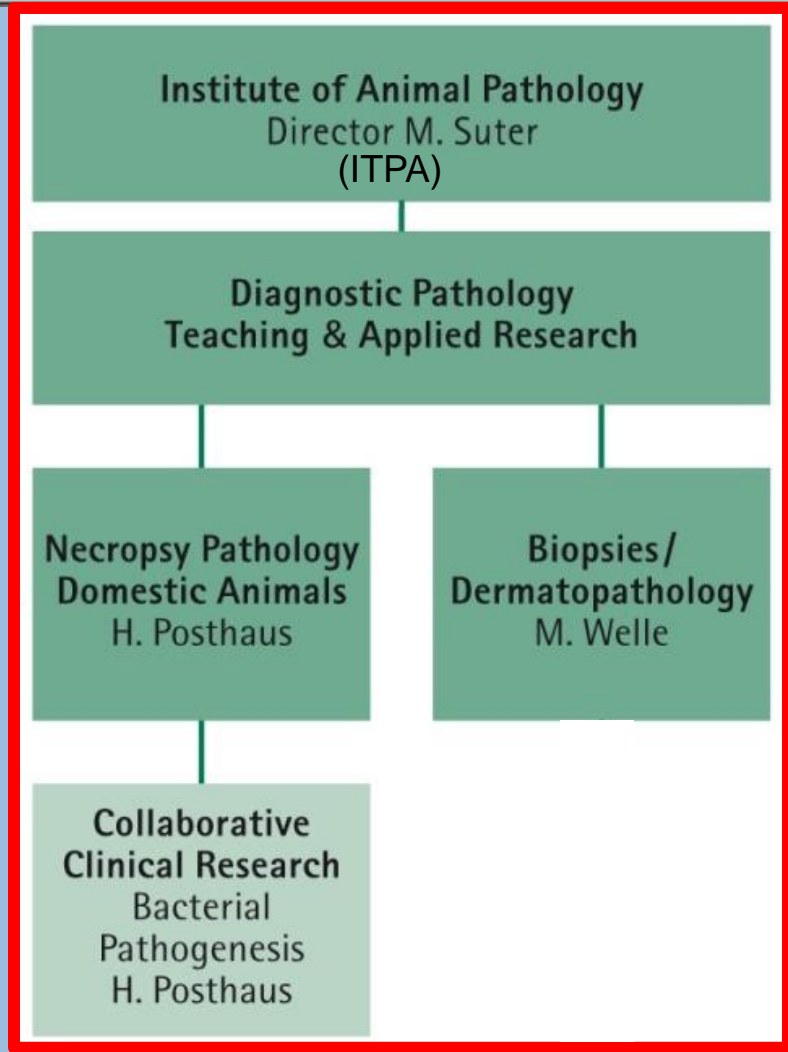 Institute of Animal Pathology
Director M. Suter
(ITPA)
Diagnostic Pathology
Teaching & Applied Research
Necropsy Pathology
Domestic Animals
H. Posthaus
Biopsies/
Dermatopathology
M. Welle
Collaborative
Clinical Research
Bacterial
Pathogenesis
H. Posthaus